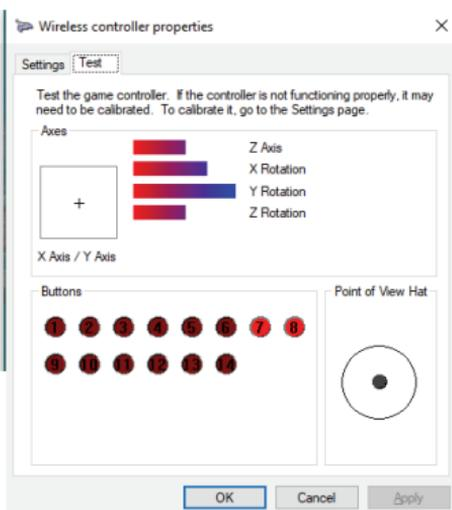 Wireless controller properties
Settings Test
Test the game controller. If the controller is not functioning properly, it may
need to be calibrated. To calibrate it, go to the Settings page.
Axes
Z Axis
X Rotation
Y Rotation
Z Rotation
X Axis / Y Axis
Buttons
1 2 3 4 5 6 7 8
9 10 11 12 13 14
Point of View Hat
OK Cancel Apply